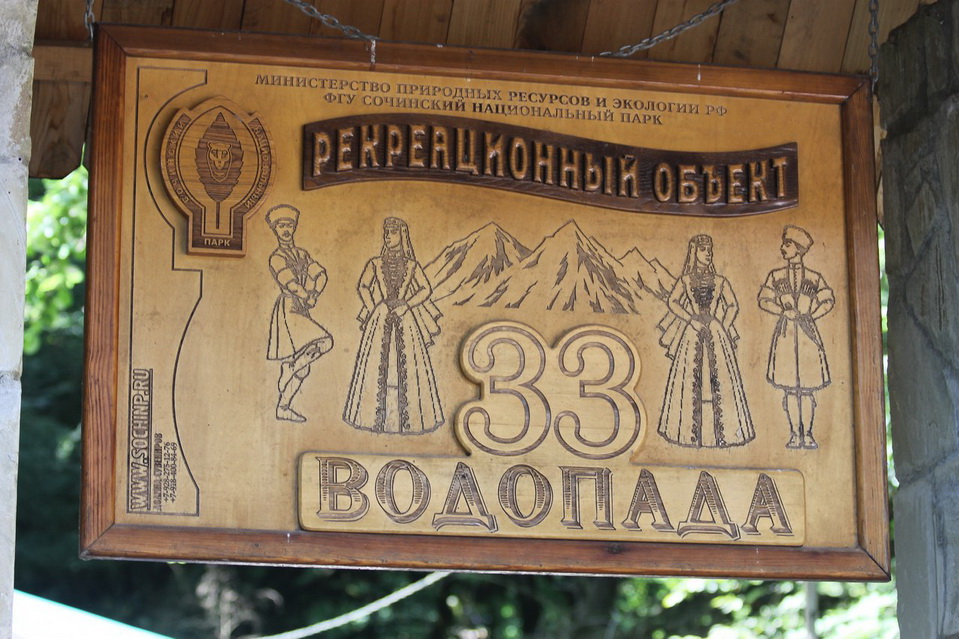 МИНИСТЕРСТВО ПРИРОДНЫХ РЕСУРСОВ И ЭКОЛОГИИ РФ
ФГУ СОЧИНСКИЙ НАЦИОНАЛЬНЫЙ ПАРК
РЕКРЕАЦИОННЫЙ ОБЪЕКТ
ПАРК
33
ВОДОПАДА
WWW.SOCHINP.RU